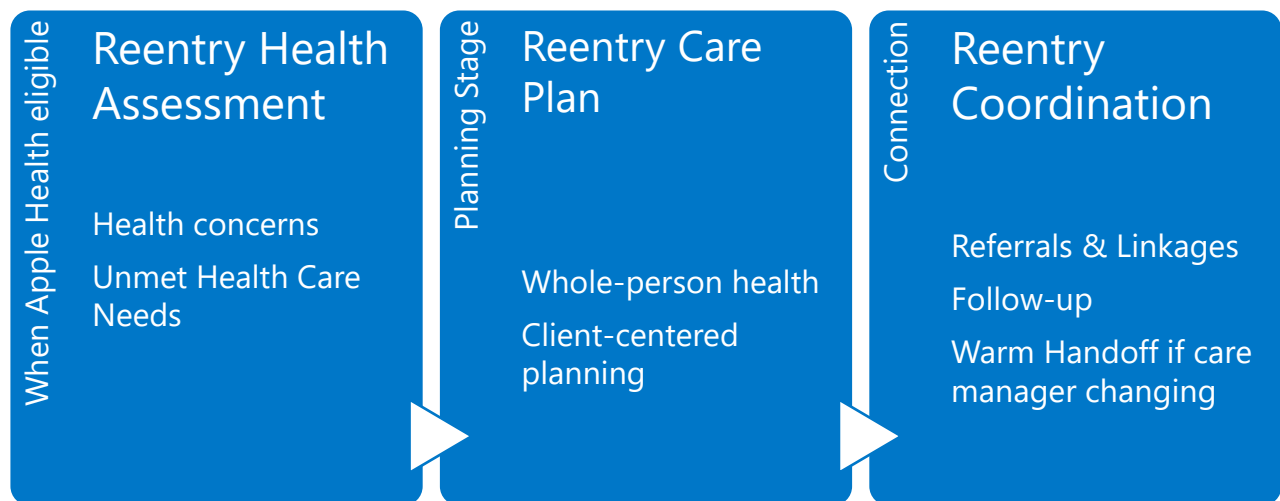 When Apple Health eligible
Reentry Health
Assessment
Health concerns
Unmet Health Care
Needs
Planning Stage
Reentry Care
Plan
Whole-person health
Client-centered
planning
Connection
Reentry
Coordination
Referrals & Linkages
Follow-up
Warm Handoff if care
manager changing